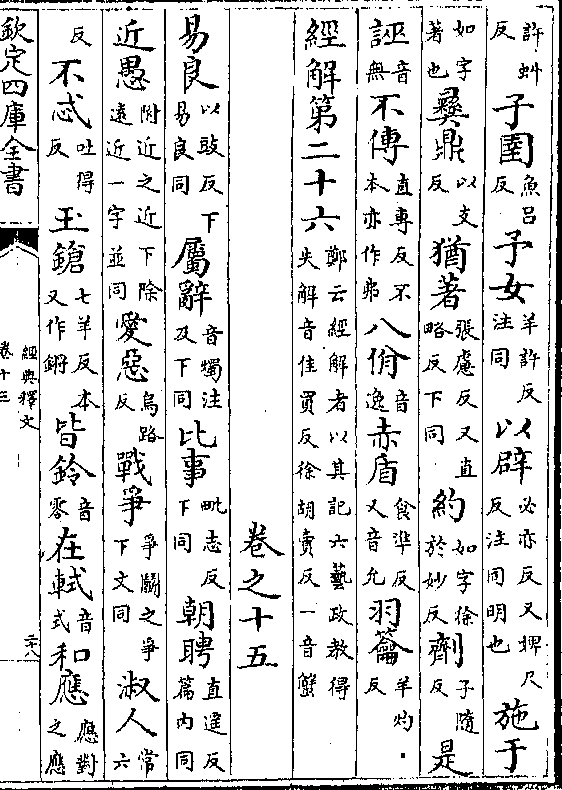 許蚪反子圉魚呂反予女羊許反注同以辟必亦反又婢尺反注同明也施于
如字著也彞鼎以支反猶著張慮反又直略反下同約如字徐於妙反劑子隨反是
誣音無不傳直專反不本亦作弗八佾音逸赤盾食準反又音允羽籥羊灼反
經解第二十六鄭云經解者以其記六藝政教得失解音佳買反徐胡賣反一音蟹
卷之十五
易良以豉反下易良同屬辭音燭注及下同比事毗志反下同朝聘直遙反篇内同
近愚附近之近下除遠近一字並同愛惡烏路反戰爭爭鬭之爭下文同淑人常六
反不忒吐得反玉鎗七羊反本又作鏘皆鈴音零在軾音式和應應對之應
欽定四庫全書
經典釋文
卷十三